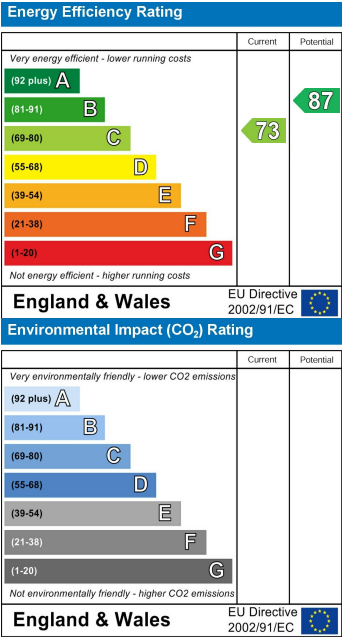 Energy Efficiency Rating
Current Potential
Very energy efficient - lower running costs
(92 plus) A
(81-91) B
(69-80) C
(55-68) D
(39-54) E
(21-38) F
(1-20) G
73
87
Not energy efficient - higher running costs
England & Wales
EU Directive
2002/91/EC
Environmental Impact (CO₂) Rating
Current Potential
Very environmentally friendly - lower CO2 emissions
(92 plus) A
(81-91) B
(69-80) C
(55-68) D
(39-54) E
(21-38) F
(1-20) G
Not environmentally friendly - higher CO2 emissions
England & Wales
EU Directive
2002/91/EC